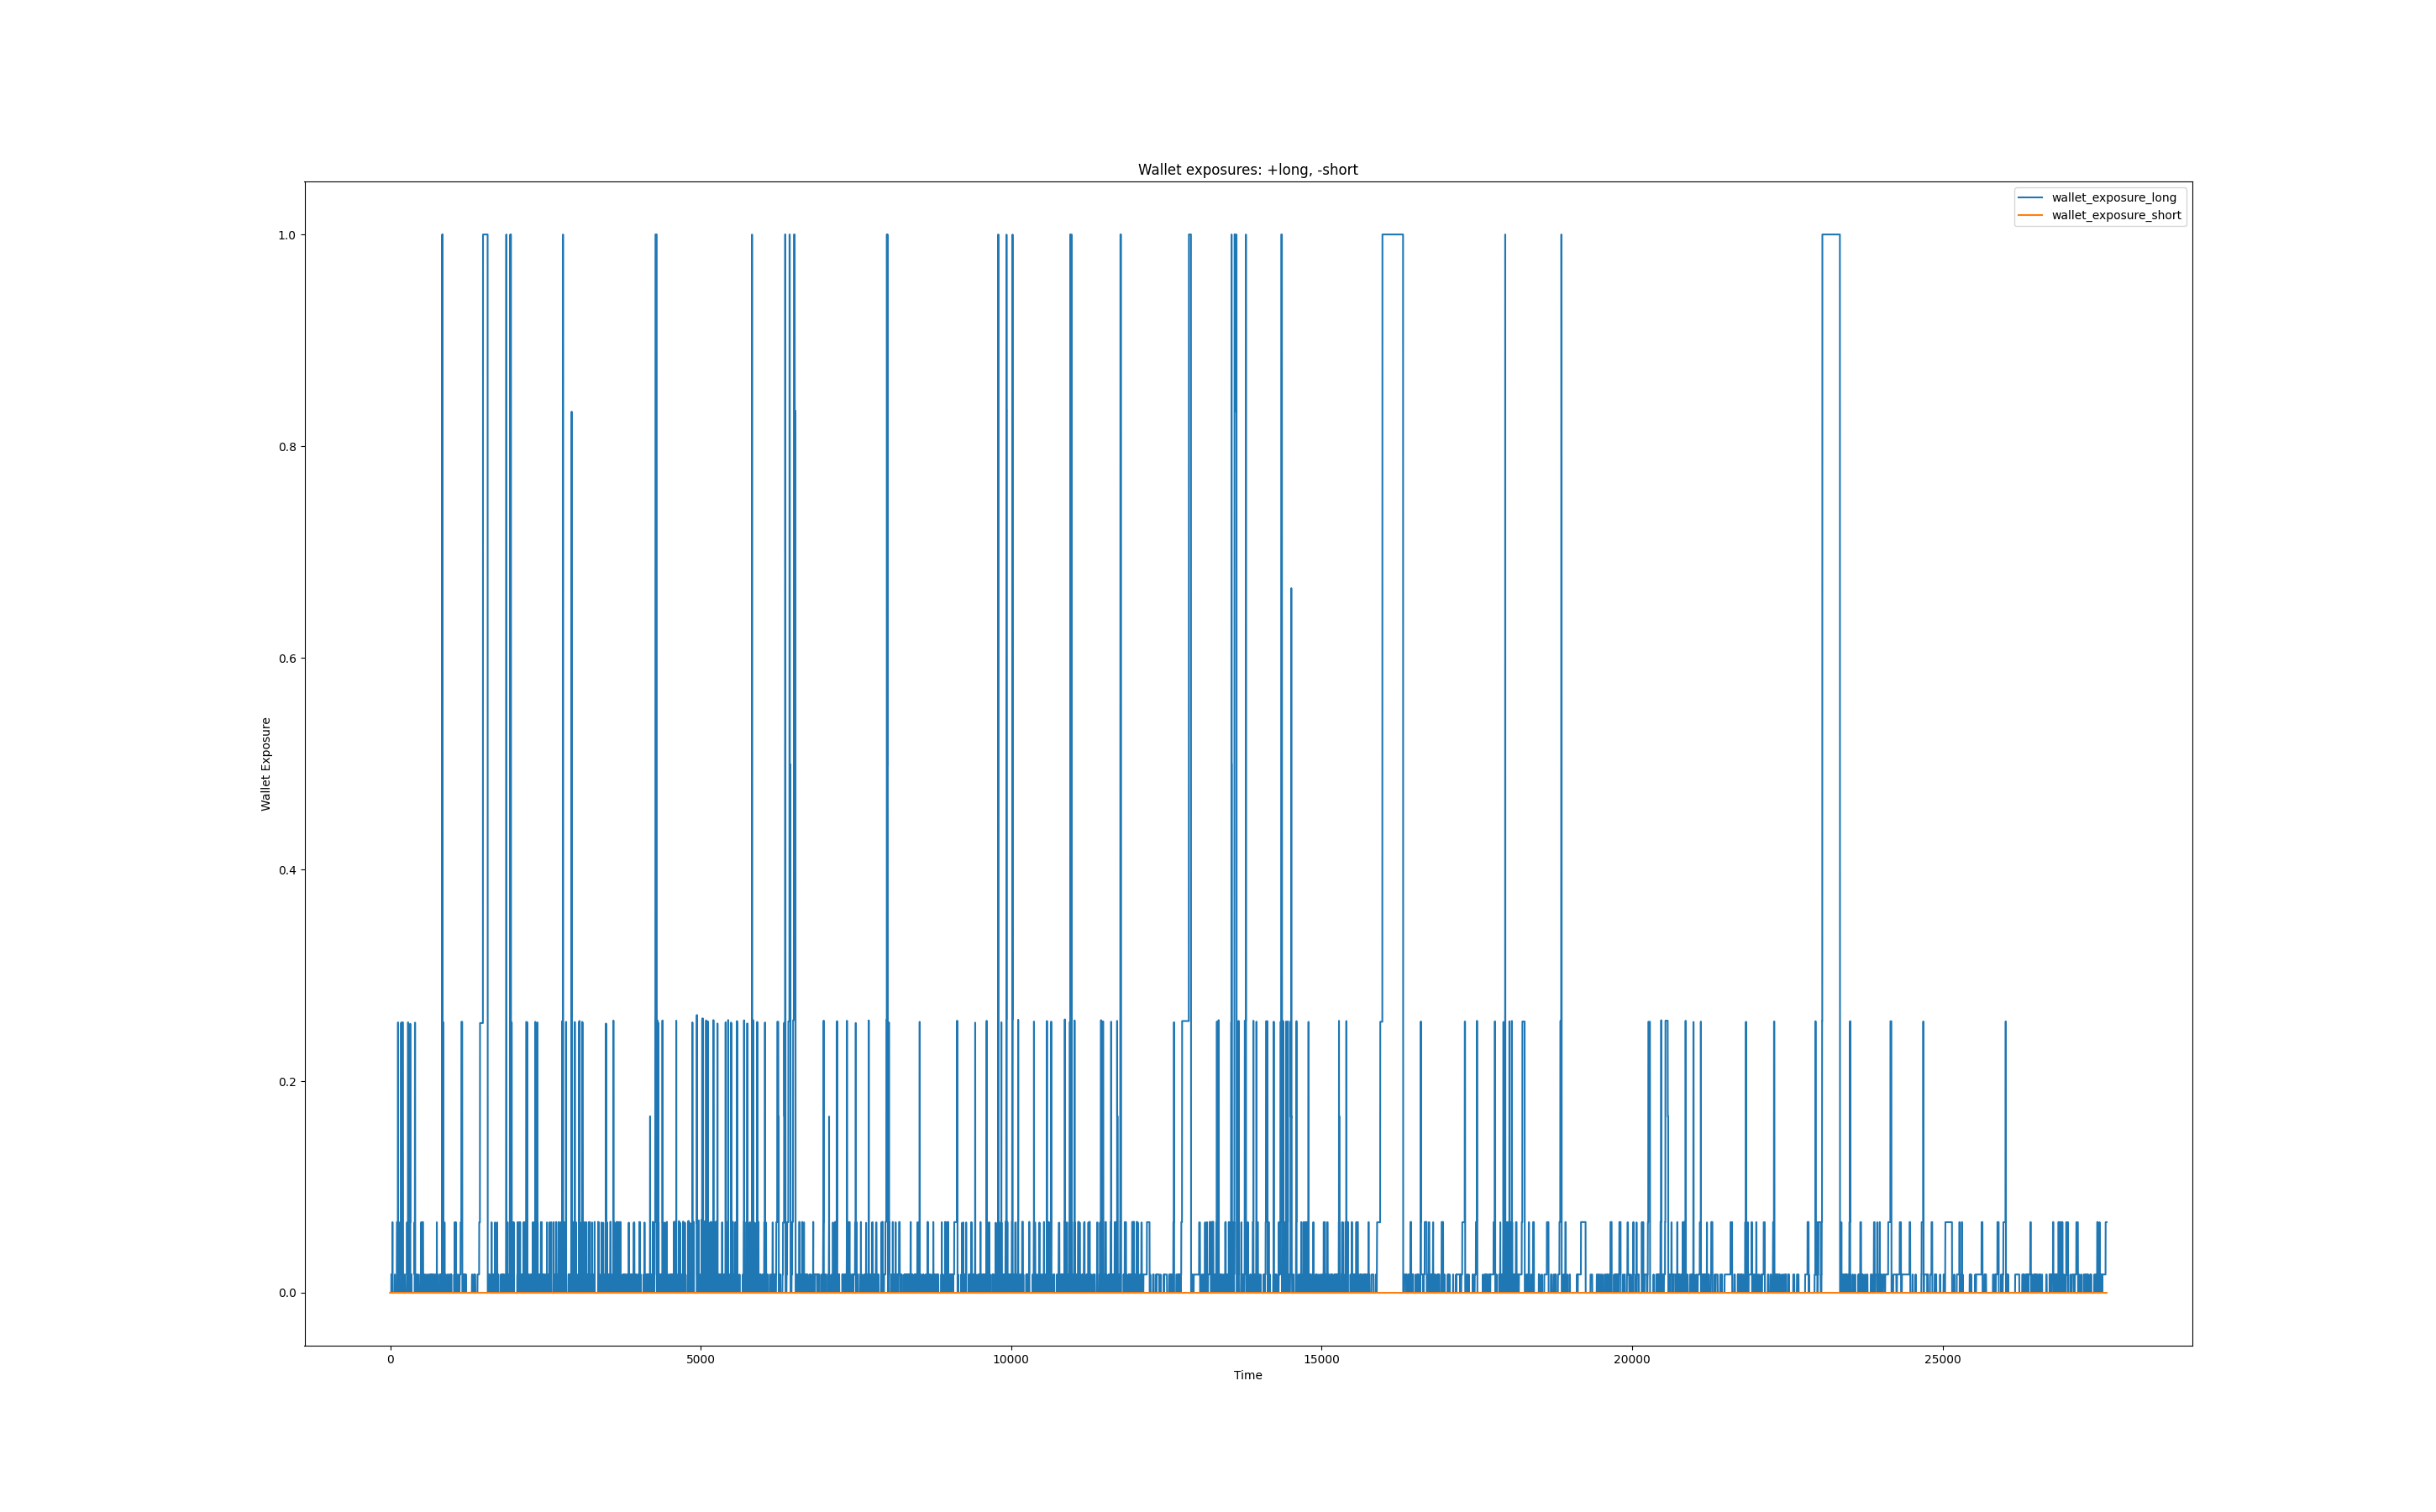 Wallet exposures: +long, -short
wallet_exposure_long
wallet_exposure_short
1.0
0.8
0.6
0.4
0.2
0.0
Wallet Exposure
0 5000 10000 15000 20000 25000
Time